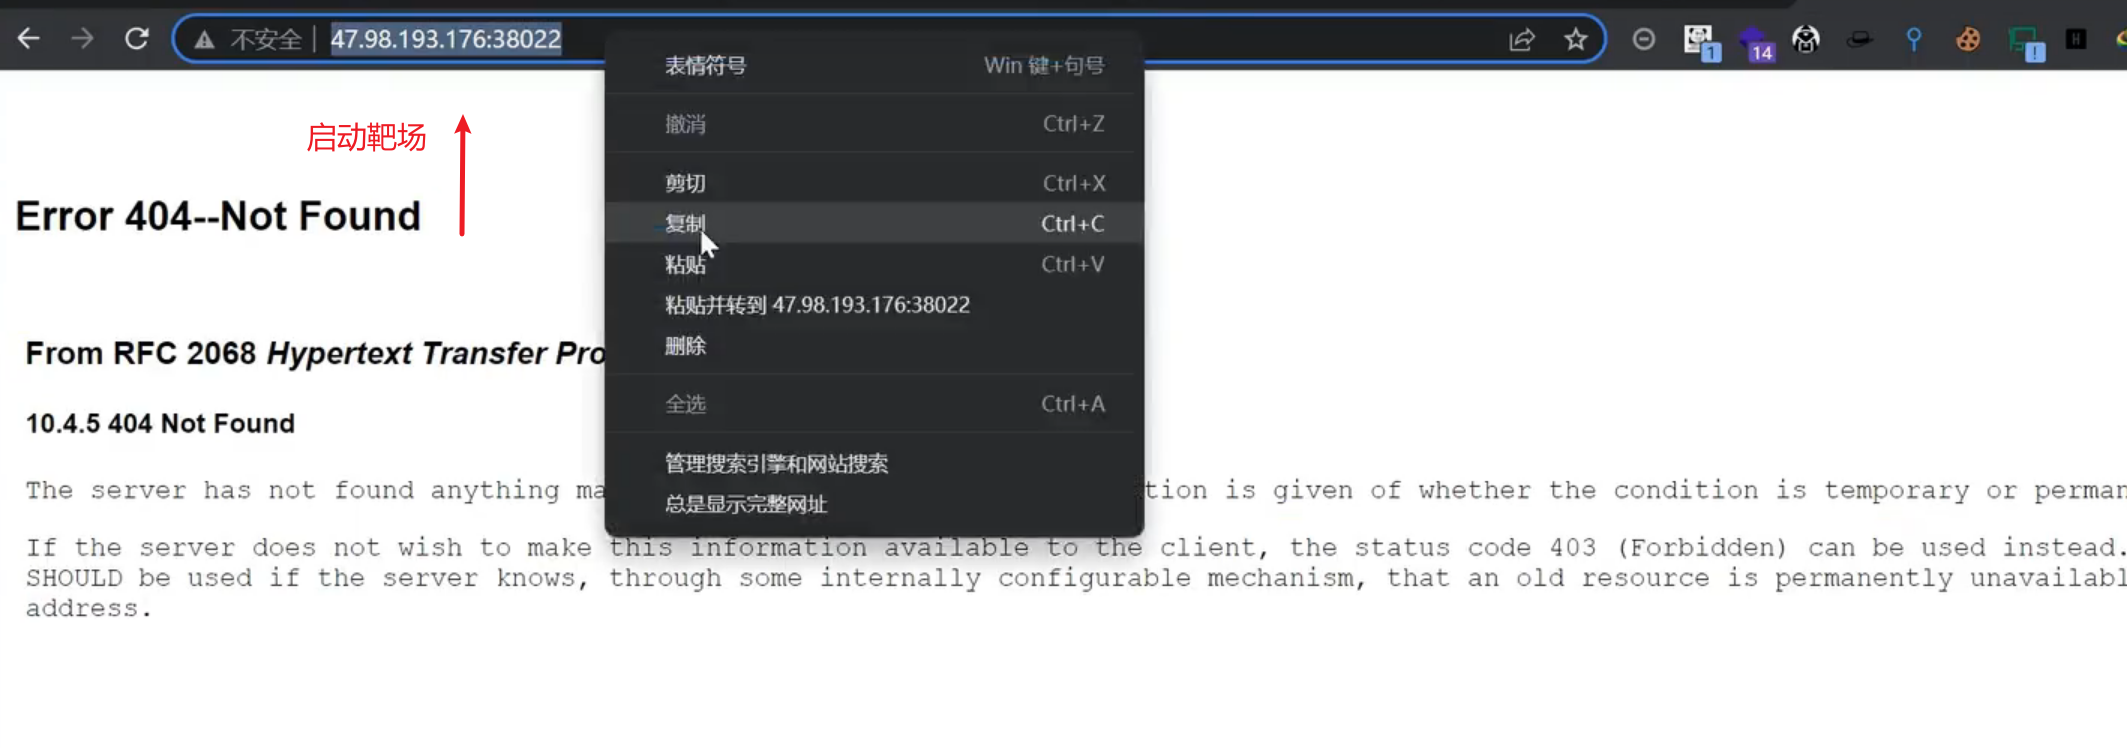 不安全 47.98.193.176:38022
1
14
!
H
表情符号 Win 键+句号
撤消 Ctrl+Z
剪切 Ctrl+X
复制 Ctrl+C
粘贴 Ctrl+V
粘贴并转到 47.98.193.176:38022
删除
全选 Ctrl+A
管理搜索引擎和网站搜索
总是显示完整网址
启动靶场
Error 404--Not Found
From RFC 2068 Hypertext Transfer Pro
10.4.5 404 Not Found
The server has not found anything ma tion is given of whether the condition is temporary or perman
If the server does not wish to make this information available to the client, the status code 403 (Forbidden) can be used instead.
SHOULD be used if the server knows, through some internally configurable mechanism, that an old resource is permanently unavailabl
address.